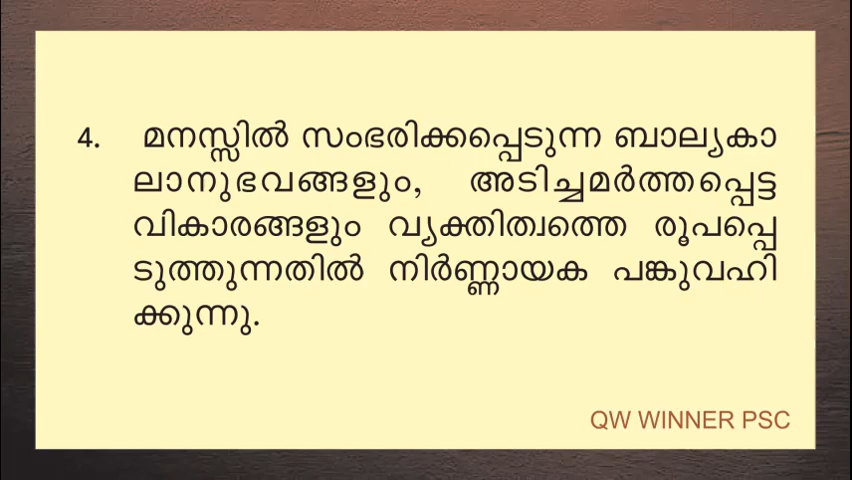 4. മനസ്സിൽ സംഭരിക്കപ്പെടുന്ന ബാല്യകാ
ലാനുഭവങ്ങളും, അടിച്ചമർത്തപ്പെട്ട
വികാരങ്ങളും വ്യക്തിത്വത്തെ രൂപപ്പെ
ടുത്തുന്നതിൽ നിർണ്ണായക പങ്കുവഹി
ക്കുന്നു.
QW WINNER PSC